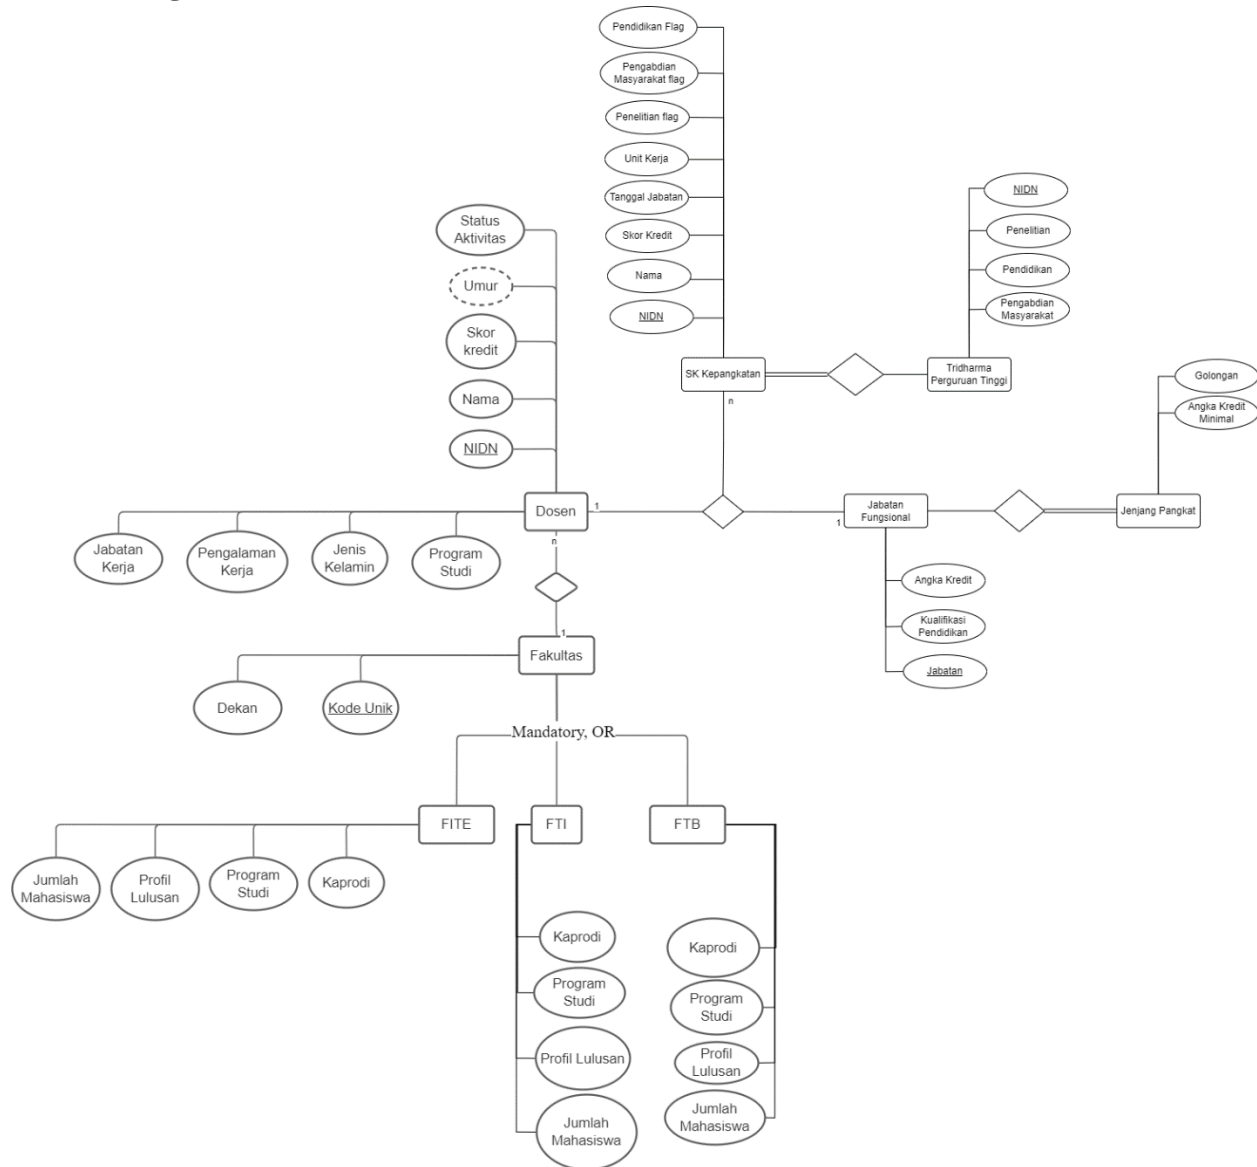 Pendidikan Flag
Pengabdian
Masyarakat flag
Penelitian flag
Unit Kerja
Tanggal Jabatan
Skor Kredit
Nama
NIDN
NIDN
Penelitian
Pendidikan
Pengabdian
Masyarakat
Status
Aktivitas
Umur
Skor
kredit
Nama
NIDN
SK Kepangkatan
Tridharma
Perguruan Tinggi
n
Golongan
Angka Kredit
Minimal
Dosen
1
n
Jabatan
Fungsional
1
Jenjang Pangkat
Jabatan
Kerja
Pengalaman
Kerja
Jenis
Kelamin
Program
Studi
Angka Kredit
Kualifikasi
Pendidikan
Jabatan
1
Fakultas
Dekan
Kode Unik
Mandatory, OR
FITE
FTI
FTB
Jumlah
Mahasiswa
Profil
Lulusan
Program
Studi
Kaprodi
Kaprodi
Program
Studi
Profil Lulusan
Jumlah
Mahasiswa
Kaprodi
Program
Studi
Profil
Lulusan
Jumlah
Mahasiswa